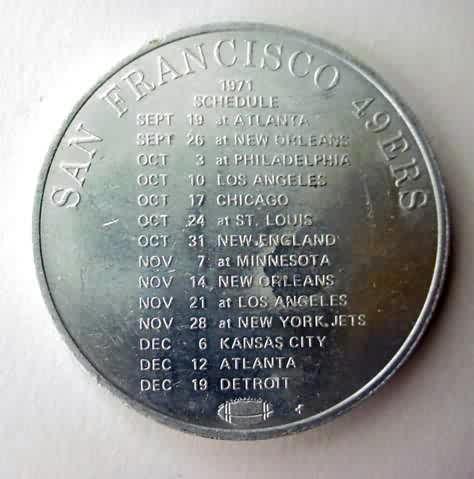 SAN FRANCISCO 49ERS
1971
SCHEDULE
SEPT 19 at ATLANTA
SEPT 26 at NEW ORLEANS
OCT 3 at PHILADELPHIA
OCT 10 LOS ANGELES
OCT 17 CHICAGO
OCT 24 at ST. LOUIS
OCT 31 NEW ENGLAND
NOV 7 at MINNESOTA
NOV 14 NEW ORLEANS
NOV 21 at LOS ANGELES
NOV 28 at NEW YORK JETS
DEC 6 KANSAS CITY
DEC 12 ATLANTA
DEC 19 DETROIT